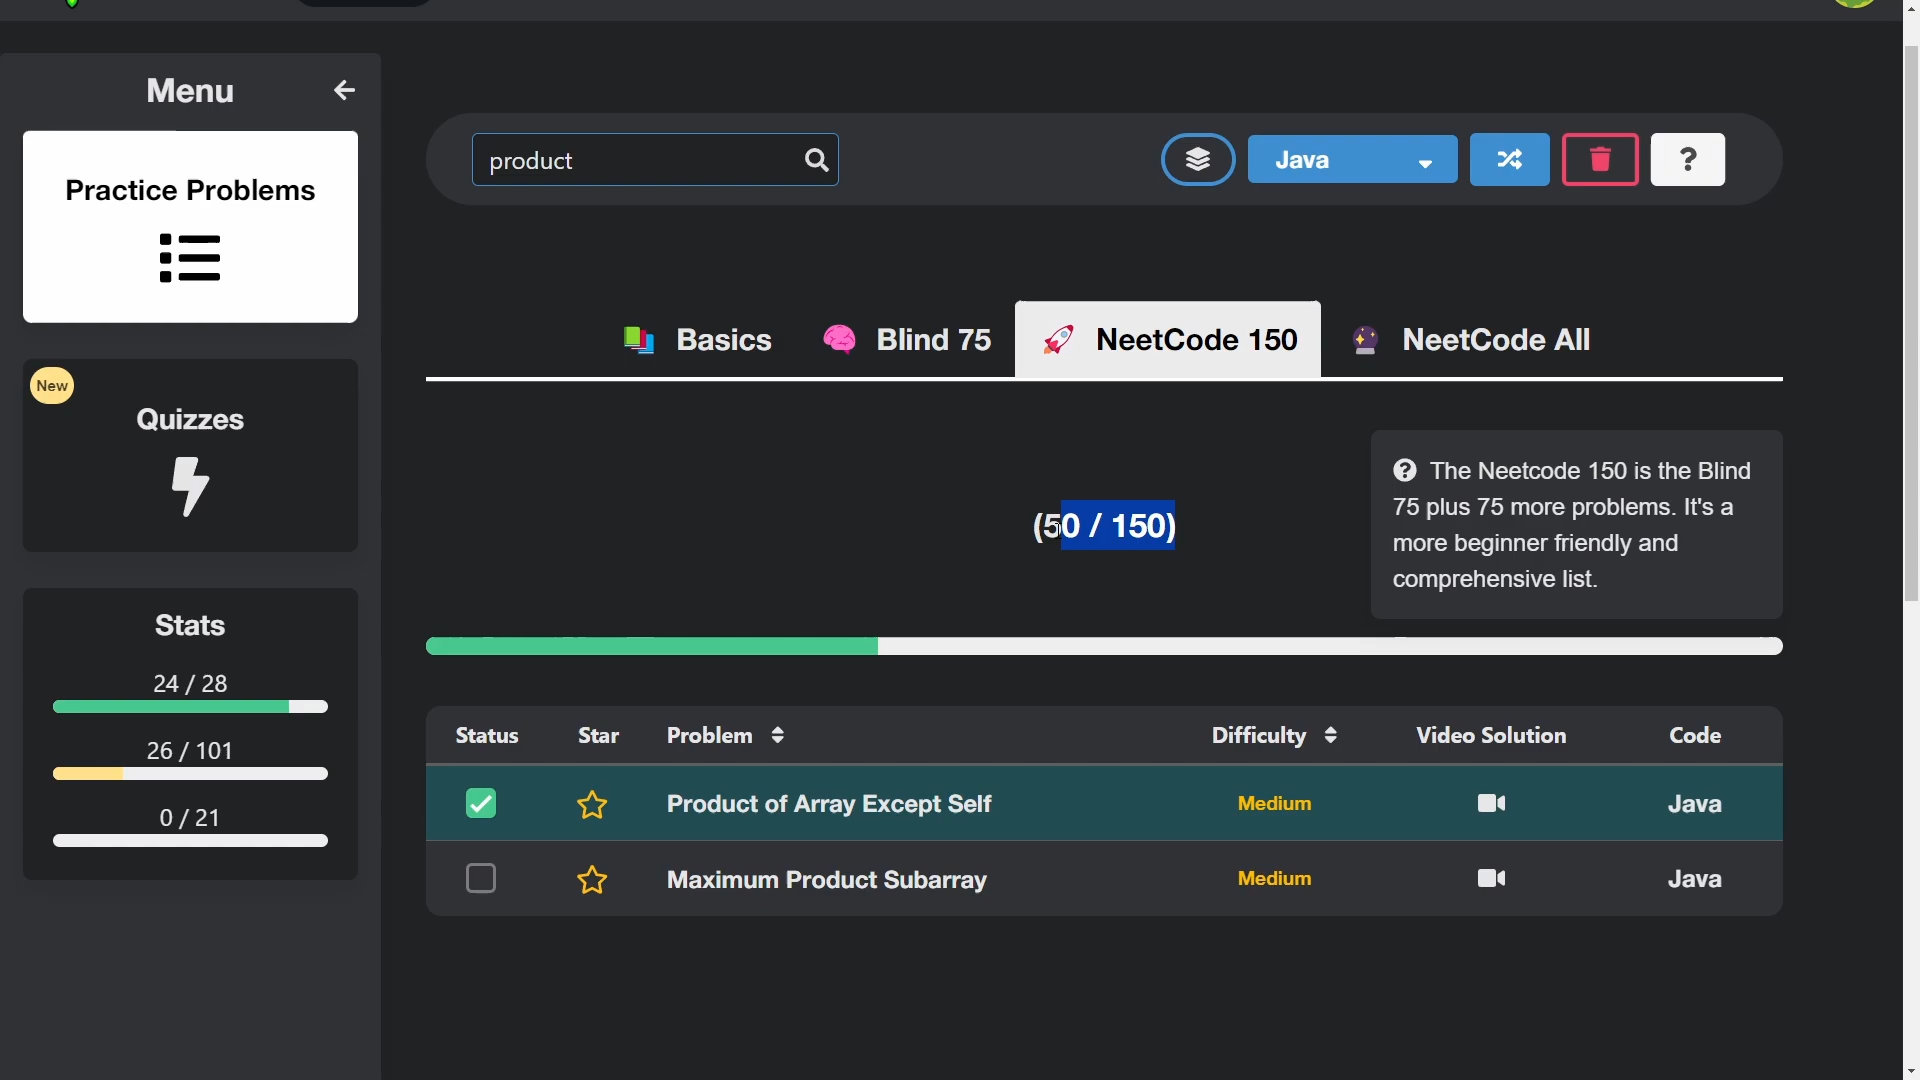 Menu
Practice Problems
New
Quizzes
Stats
24 / 28
26 / 101
0 / 21
product
Java
?
Basics
Blind 75
NeetCode 150
NeetCode All
(50 / 150)
The Neetcode 150 is the Blind
75 plus 75 more problems. It's a
more beginner friendly and
comprehensive list.
Status Star Problem Difficulty Video Solution Code
Product of Array Except Self Medium Java
Maximum Product Subarray Medium Java